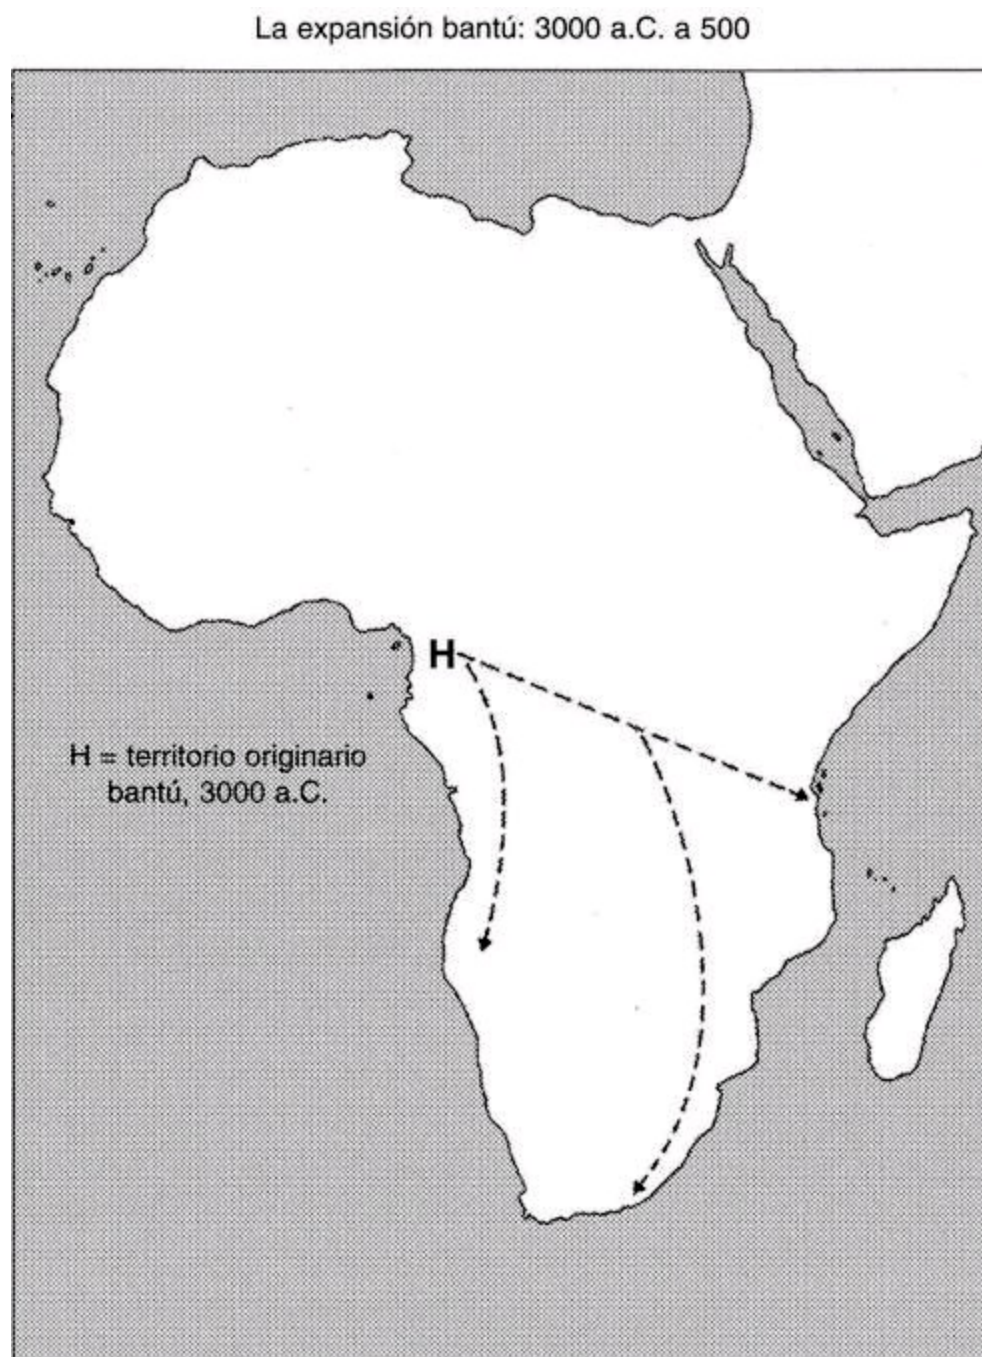 La expansión bantú: 3000 a.C. a 500
H
H = territorio originario
bantú, 3000 a.C.